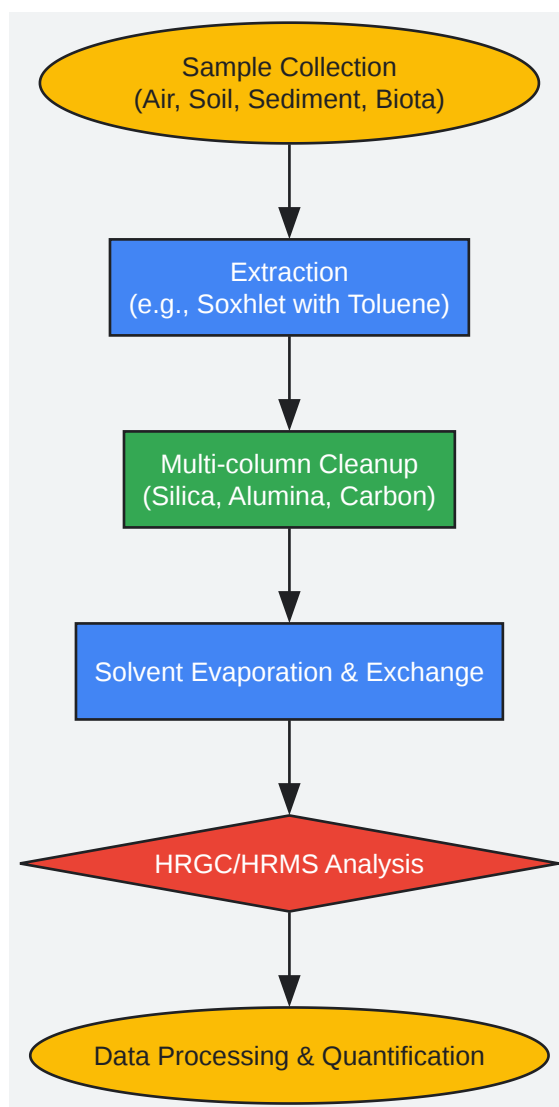 Sample Collection
(Air, Soil, Sediment, Biota)
Extraction
(e.g., Soxhlet with Toluene)
Multi-column Cleanup
(Silica, Alumina, Carbon)
Solvent Evaporation & Exchange
HRGC/HRMS Analysis
Data Processing & Quantification